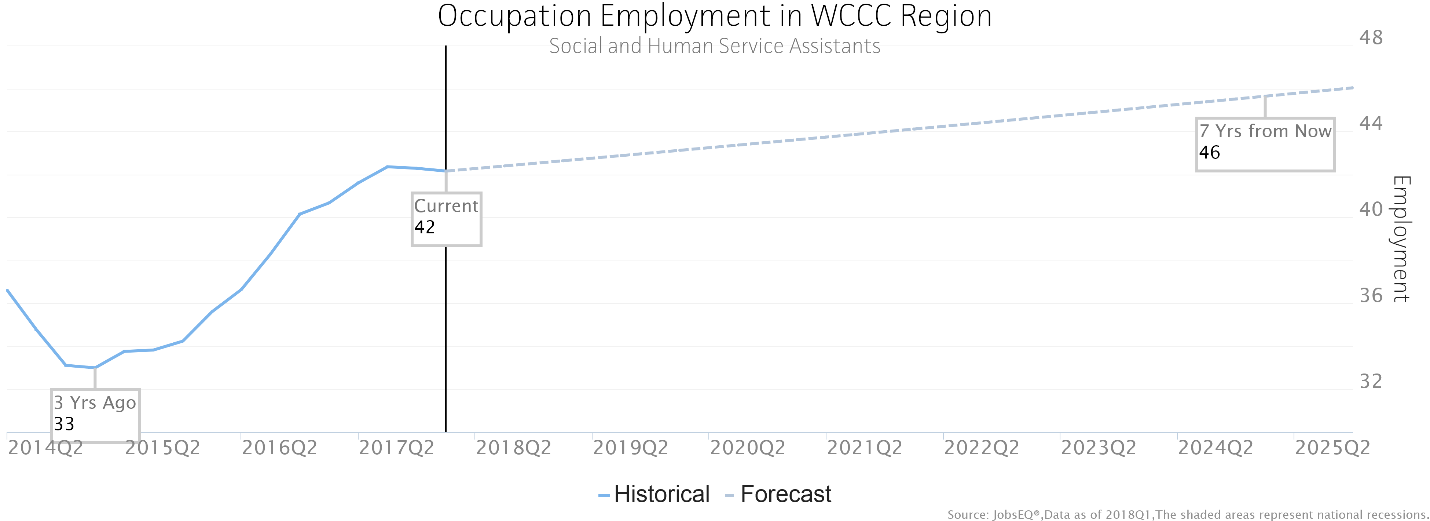 Occupation Employment in WCCC Region
Social and Human Service Assistants
48
44
40
36
32
Employment
7 Yrs from Now
46
Current
42
3 Yrs Ago
33
2014Q2 2015Q2 2016Q2 2017Q2 2018Q2 2019Q2 2020Q2 2021Q2 2022Q2 2023Q2 2024Q2 2025Q2
Historical Forecast
Source: JobsEQ®,Data as of 2018Q1,The shaded areas represent national recessions.